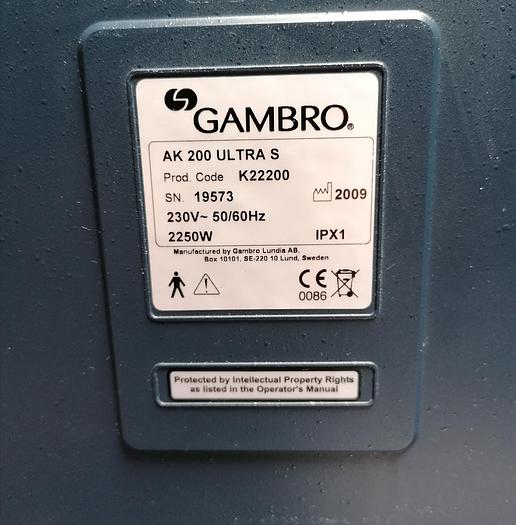 GAMBRO®
AK 200 ULTRA S
Prod. Code K22200
SN. 19573 2009
230V~ 50/60Hz
2250W IPX1
Manufactured by Gambro Lundia AB,
Box 10101, SE-220 10 Lund, Sweden
CE
0086
Protected by Intellectual Property Rights
as listed in the Operator's Manual